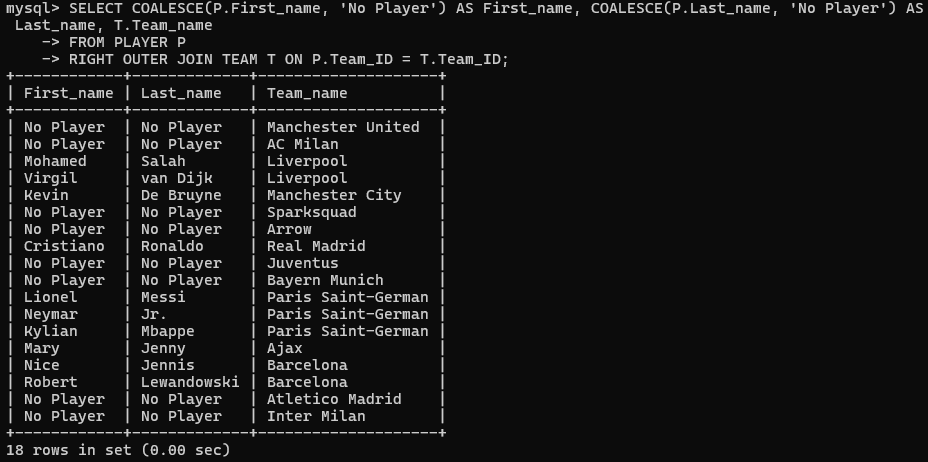 mysql> SELECT COALESCE(P.First_name, 'No Player') AS First_name, COALESCE(P.Last_name, 'No Player') AS
 Last_name, T.Team_name
    -> FROM PLAYER P
    -> RIGHT OUTER JOIN TEAM T ON P.Team_ID = T.Team_ID;
+------------+-------------+--------------------+
| First_name | Last_name   | Team_name          |
+------------+-------------+--------------------+
| No Player  | No Player   | Manchester United  |
| No Player  | No Player   | AC Milan           |
| Mohamed    | Salah       | Liverpool          |
| Virgil     | van Dijk    | Liverpool          |
| Kevin      | De Bruyne   | Manchester City    |
| No Player  | No Player   | Sparksquad         |
| No Player  | No Player   | Arrow              |
| Cristiano  | Ronaldo     | Real Madrid        |
| No Player  | No Player   | Juventus           |
| No Player  | No Player   | Bayern Munich      |
| Lionel     | Messi       | Paris Saint-German |
| Neymar     | Jr.         | Paris Saint-German |
| Kylian     | Mbappe      | Paris Saint-German |
| Mary       | Jenny       | Ajax               |
| Nice       | Jennis      | Barcelona          |
| Robert     | Lewandowski | Barcelona          |
| No Player  | No Player   | Atletico Madrid    |
| No Player  | No Player   | Inter Milan        |
+------------+-------------+--------------------+
18 rows in set (0.00 sec)